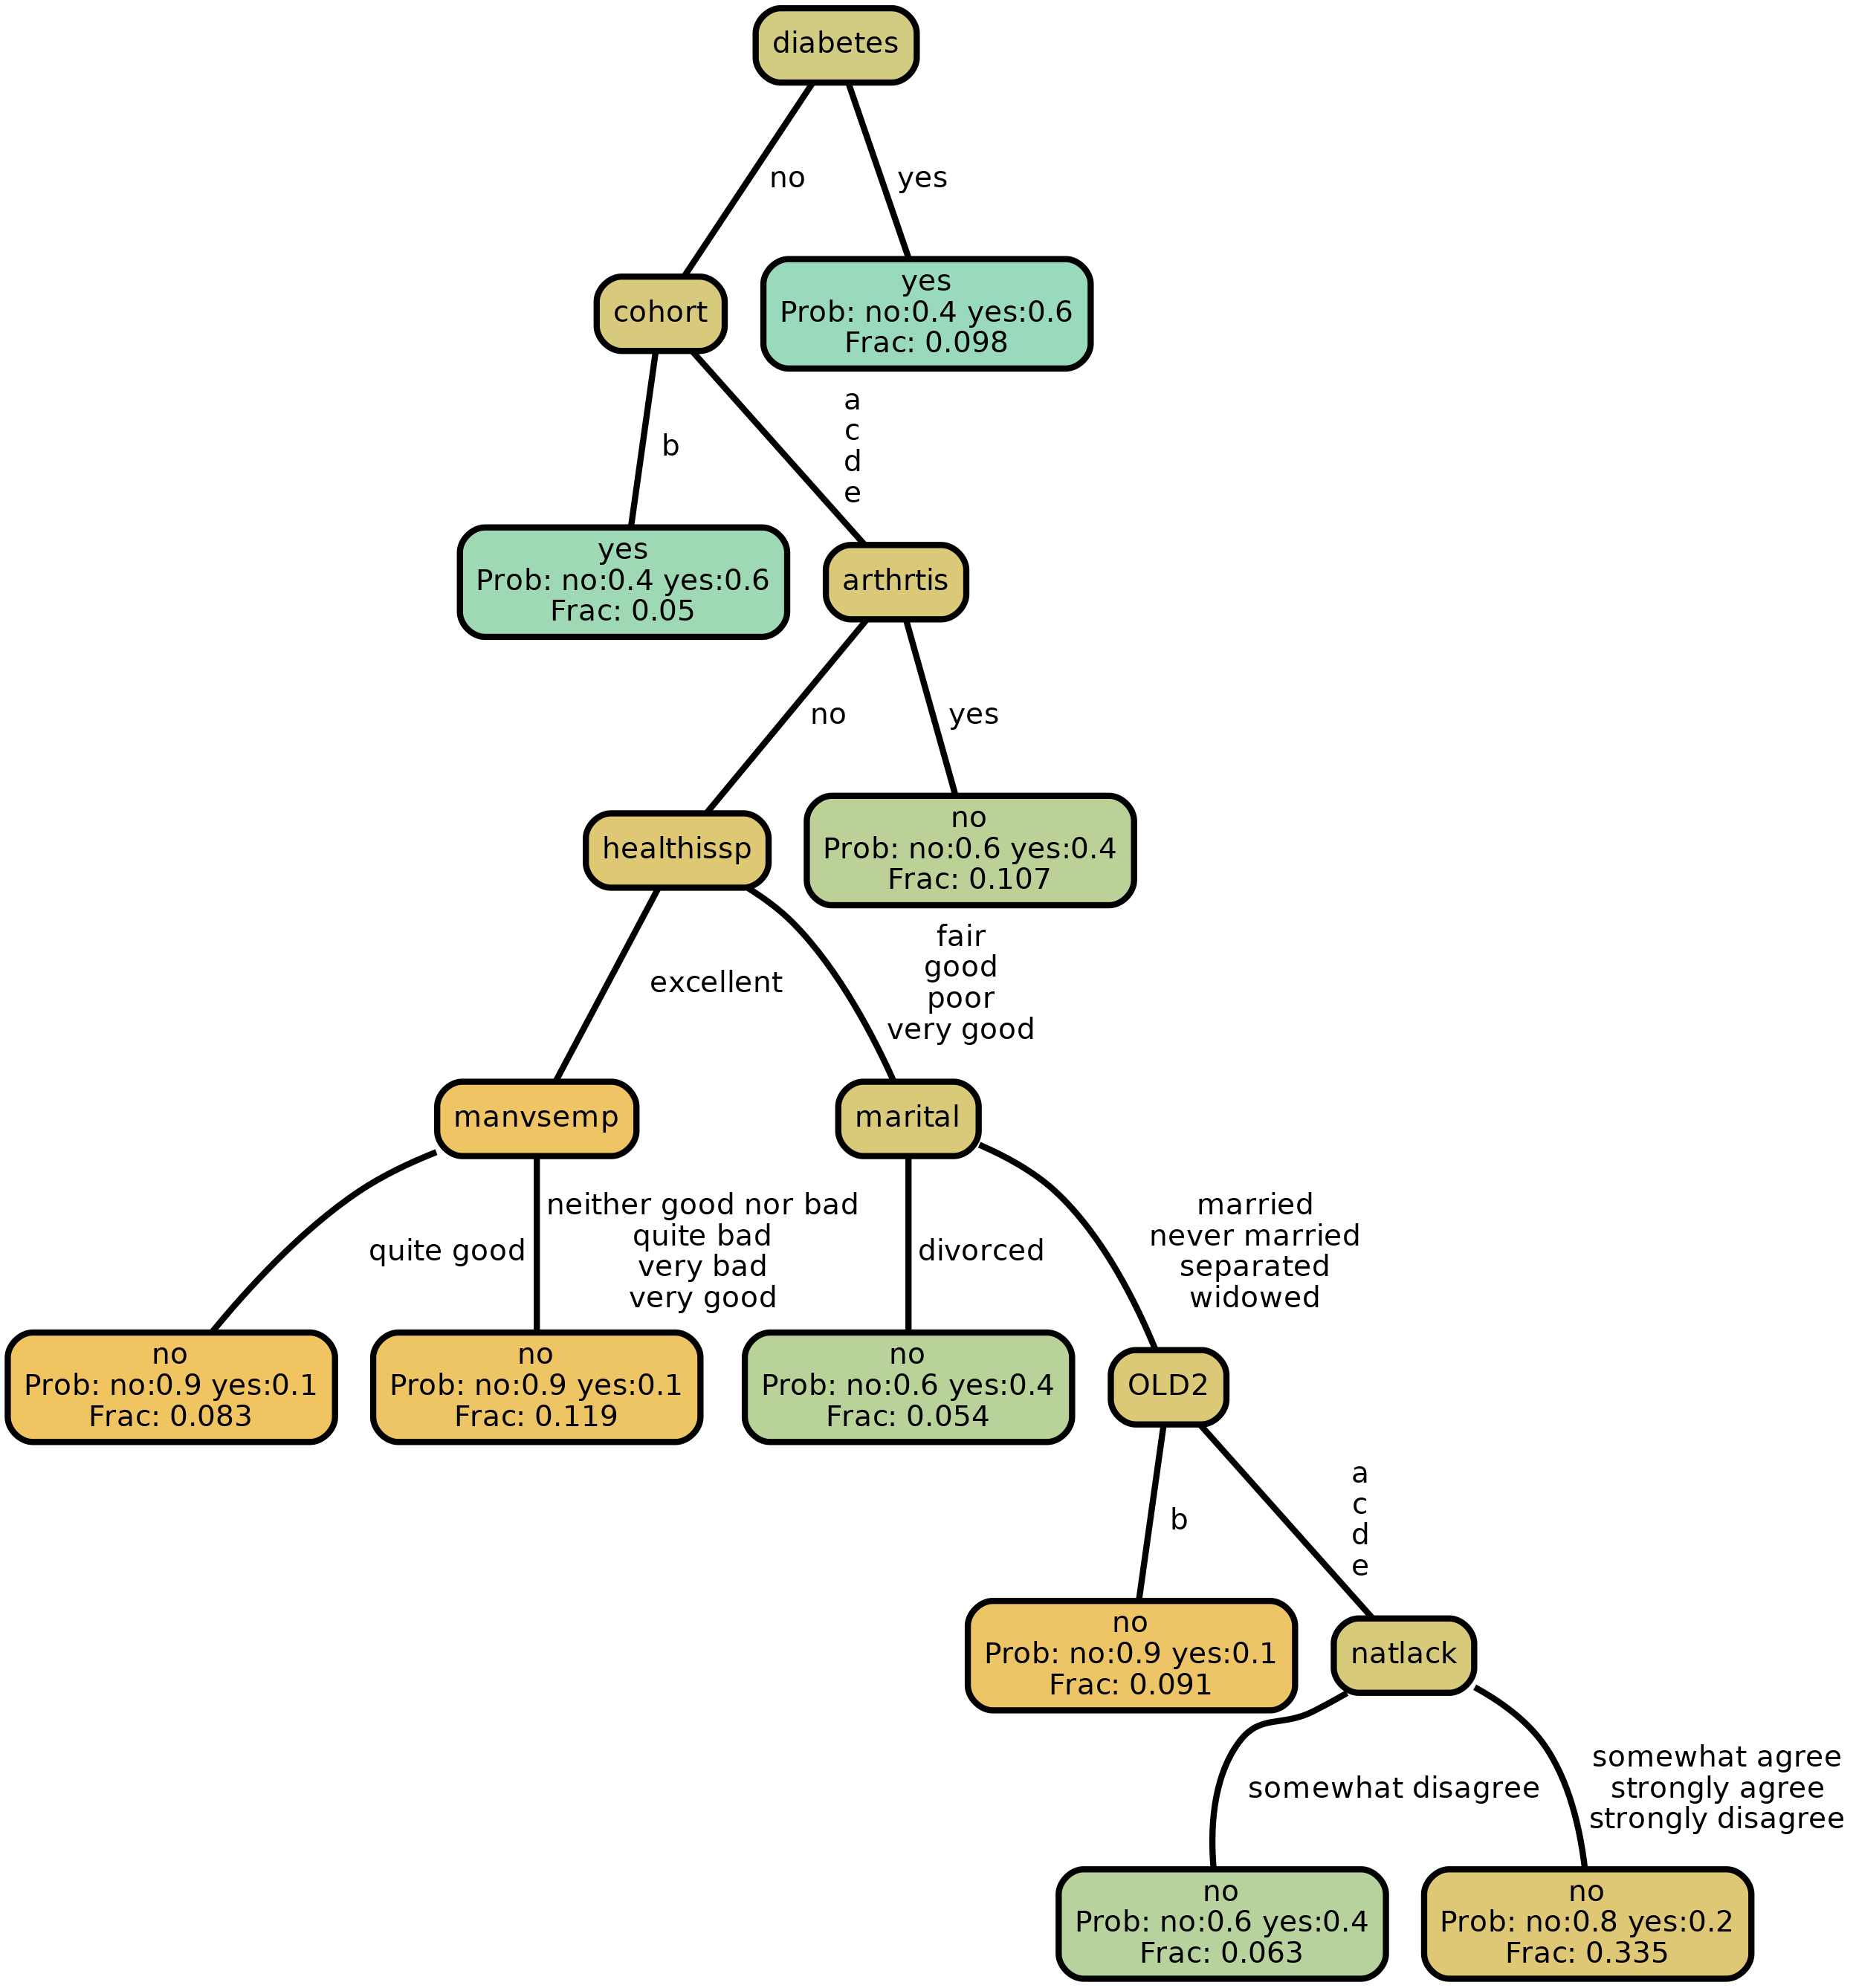 diabetes
no
yes
cohort
yes
Prob: no:0.4 yes:0.6
Frac: 0.098
b
a
c
d
e
yes
Prob: no:0.4 yes:0.6
Frac: 0.05
arthrtis
no
yes
healthissp
no
Prob: no:0.6 yes:0.4
Frac: 0.107
excellent
fair
good
poor
very good
manvsemp
marital
quite good
neither good nor bad
quite bad
very bad
very good
divorced
married
never married
separated
widowed
no
Prob: no:0.9 yes:0.1
Frac: 0.083
no
Prob: no:0.9 yes:0.1
Frac: 0.119
no
Prob: no:0.6 yes:0.4
Frac: 0.054
OLD2
b
a
c
d
e
no
Prob: no:0.9 yes:0.1
Frac: 0.091
natlack
somewhat disagree
somewhat agree
strongly agree
strongly disagree
no
Prob: no:0.6 yes:0.4
Frac: 0.063
no
Prob: no:0.8 yes:0.2
Frac: 0.335